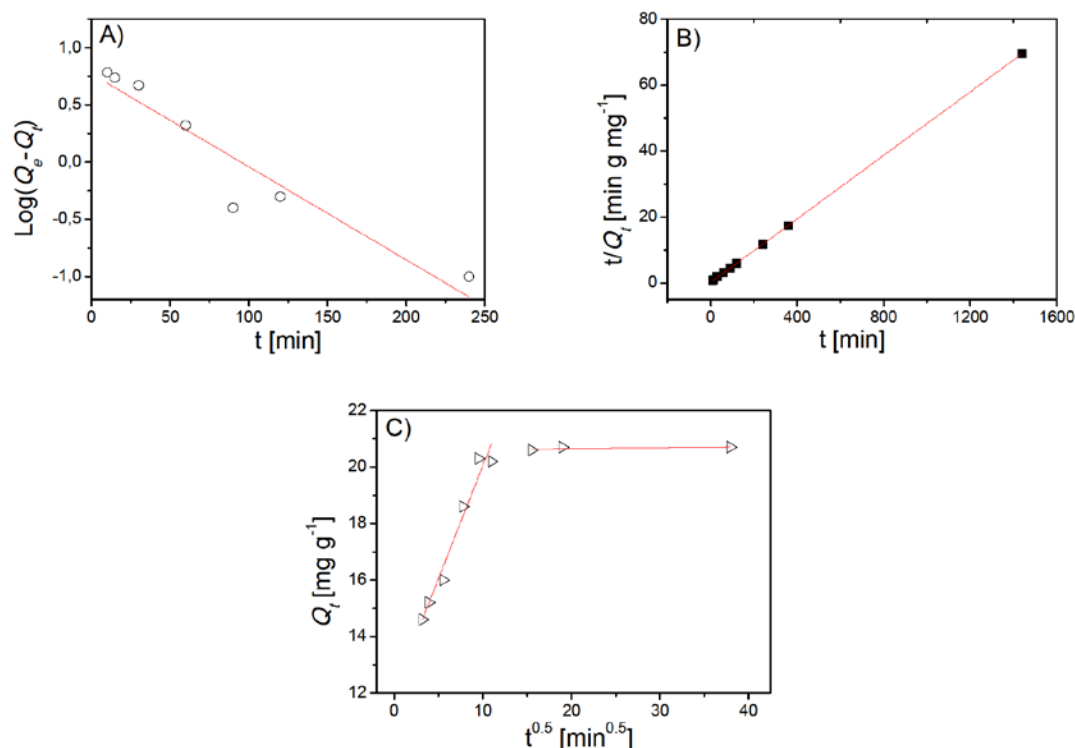 A)
1,0
0,5
0,0
-0,5
-1,0
Log(Qe-Qt)
0 50 100 150 200 250
t [min]
B)
80
60
40
20
0
t/Qt [min g mg-1]
0 400 800 1200 1600
t [min]
C)
22
20
18
16
14
12
Qt [mg g-1]
0 10 20 30 40
t0.5 [min0.5]